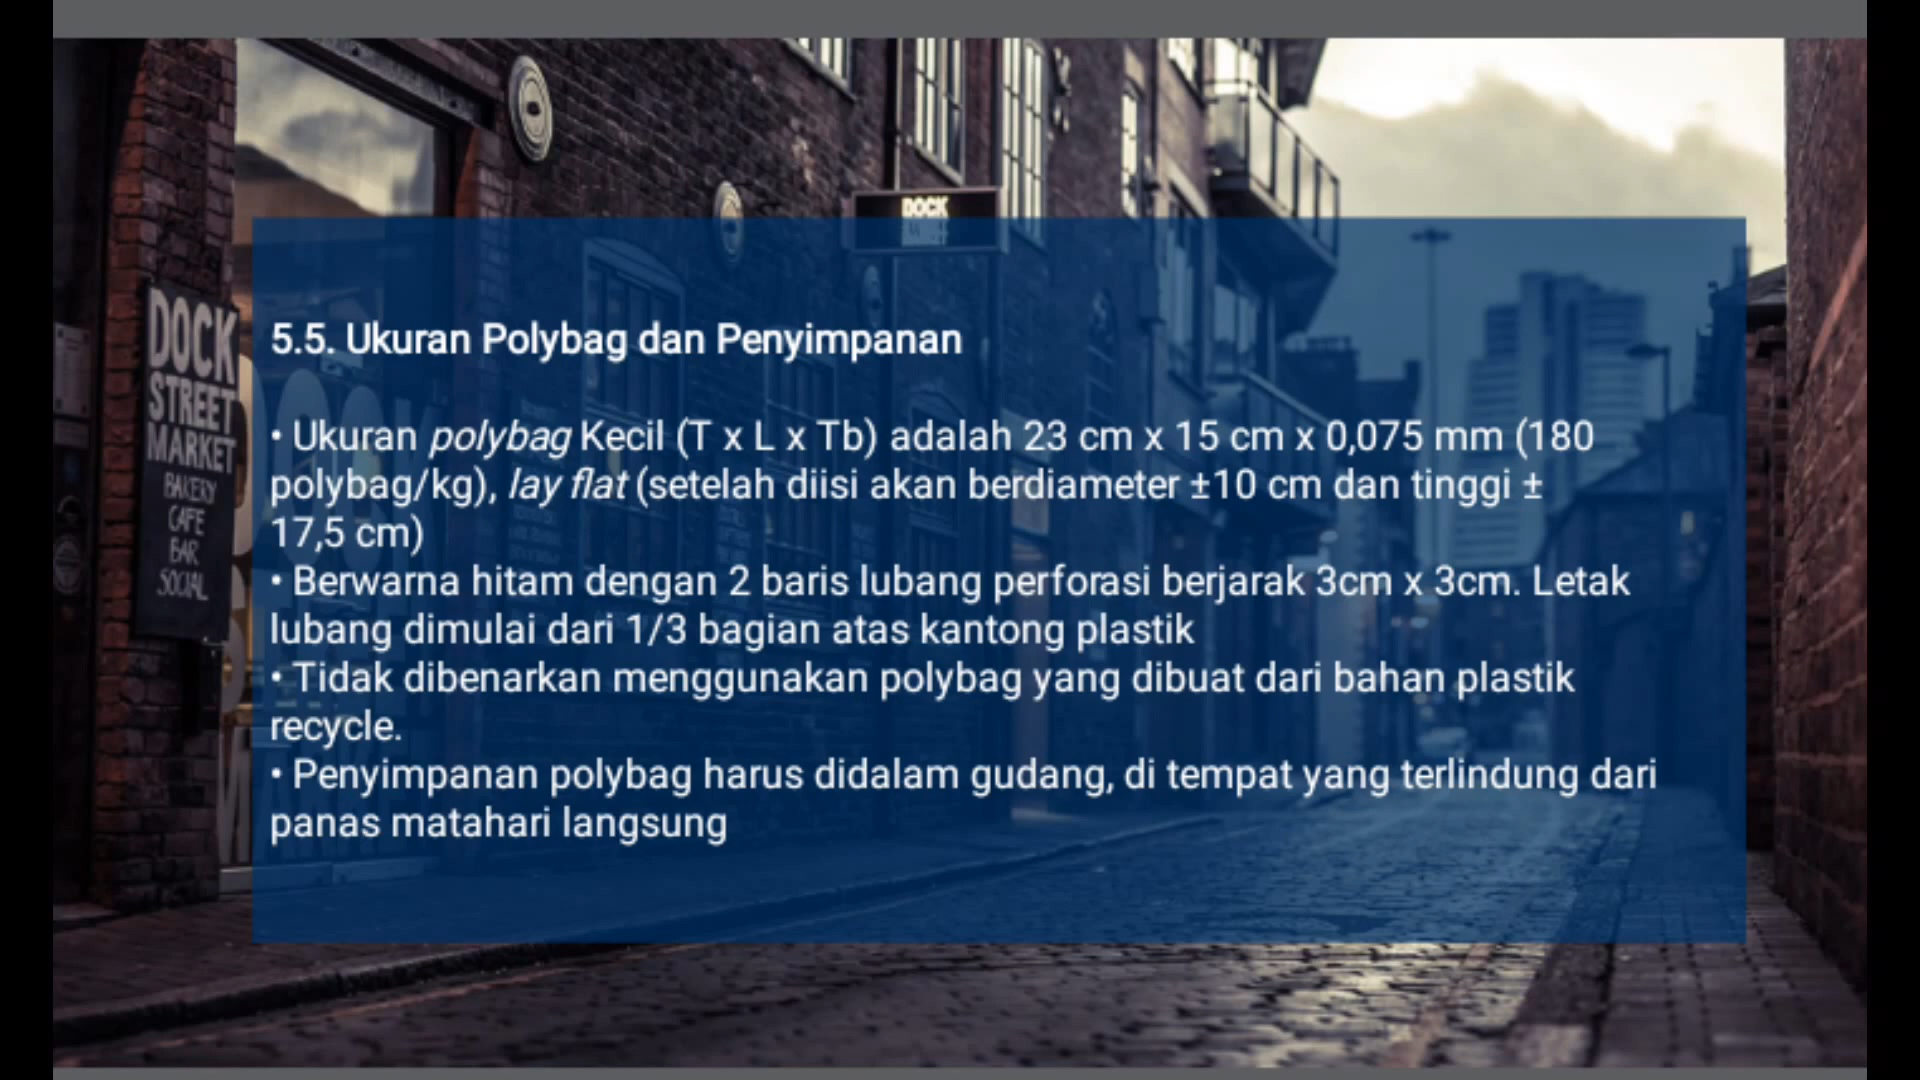 DOCK
DOCK
STREET
MARKET
BAKERY
CAFE
BAR
SOCIAL
5.5. Ukuran Polybag dan Penyimpanan
• Ukuran polybag Kecil (T x L x Tb) adalah 23 cm x 15 cm x 0,075 mm (180
polybag/kg), lay flat (setelah diisi akan berdiameter ±10 cm dan tinggi ±
17,5 cm)
• Berwarna hitam dengan 2 baris lubang perforasi berjarak 3cm x 3cm. Letak
lubang dimulai dari 1/3 bagian atas kantong plastik
• Tidak dibenarkan menggunakan polybag yang dibuat dari bahan plastik
recycle.
• Penyimpanan polybag harus didalam gudang, di tempat yang terlindung dari
panas matahari langsung